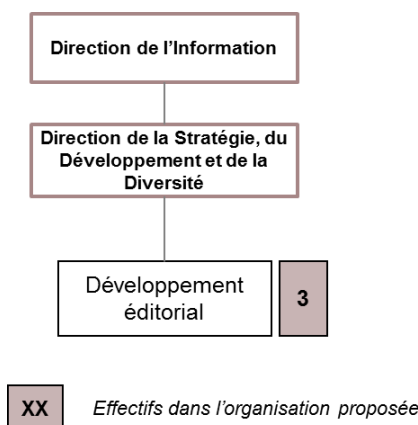 Direction de l'Information
Direction de la Stratégie, du
Développement et de la
Diversité
Développement
éditorial
3
XX
Effectifs dans l'organisation proposée